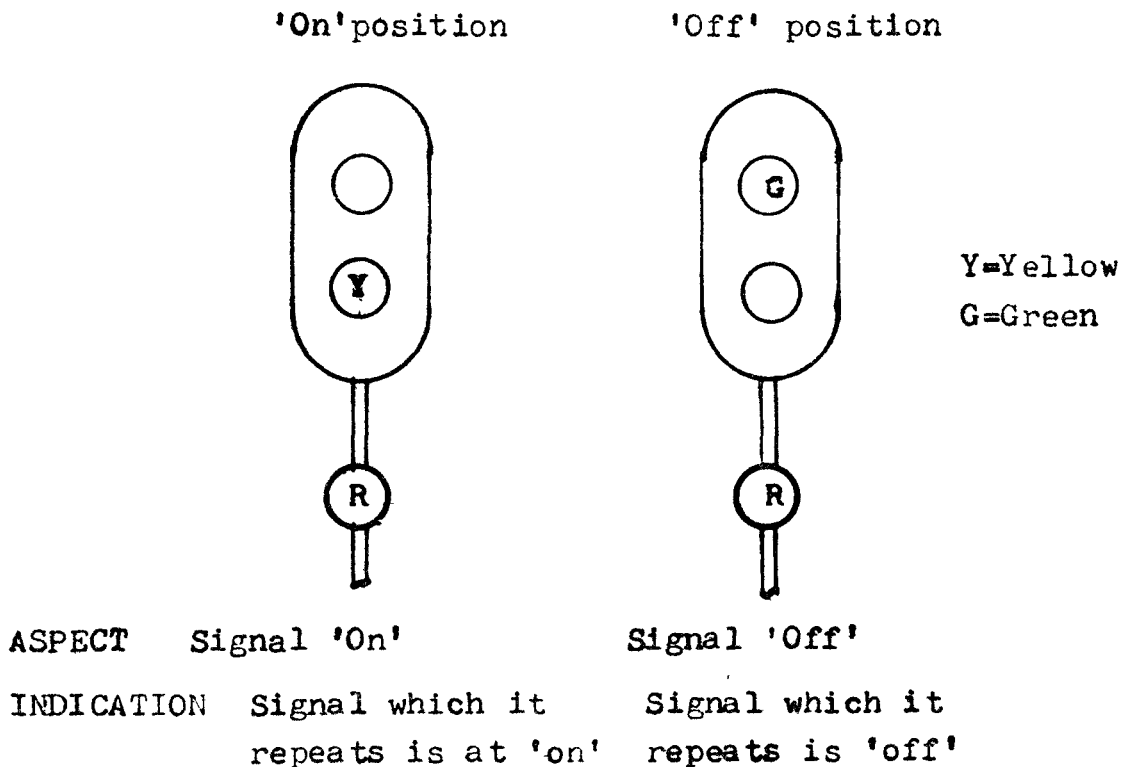 'On' position 'Off' position
G
Y
Y=Yellow
G=Green
R R
ASPECT Signal 'On' Signal 'Off'
INDICATION Signal which it Signal which it
repeats is at 'on' repeats is 'off'